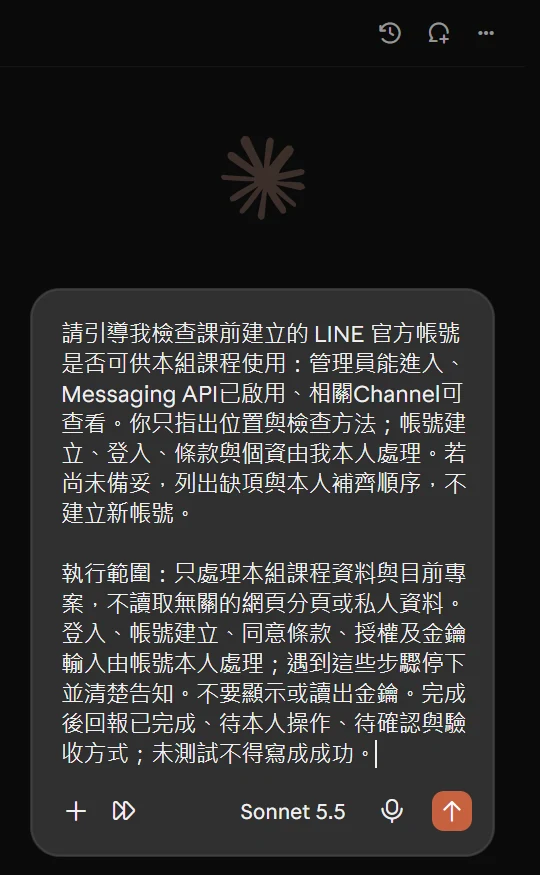 請引導我檢查課前建立的 LINE 官方帳號
是否可供本組課程使用：管理員能進入、
Messaging API已啟用、相關Channel可
查看。你只指出位置與檢查方法；帳號建
立、登入、條款與個資由我本人處理。若
尚未備妥，列出缺項與本人補齊順序，不
建立新帳號。
執行範圍：只處理本組課程資料與目前專
案，不讀取無關的網頁分頁或私人資料。
登入、帳號建立、同意條款、授權及金鑰
輸入由帳號本人處理；遇到這些步驟停下
並清楚告知。不要顯示或讀出金鑰。完成
後回報已完成、待本人操作、待確認與驗
收方式；未測試不得寫成成功。
Sonnet 5.5